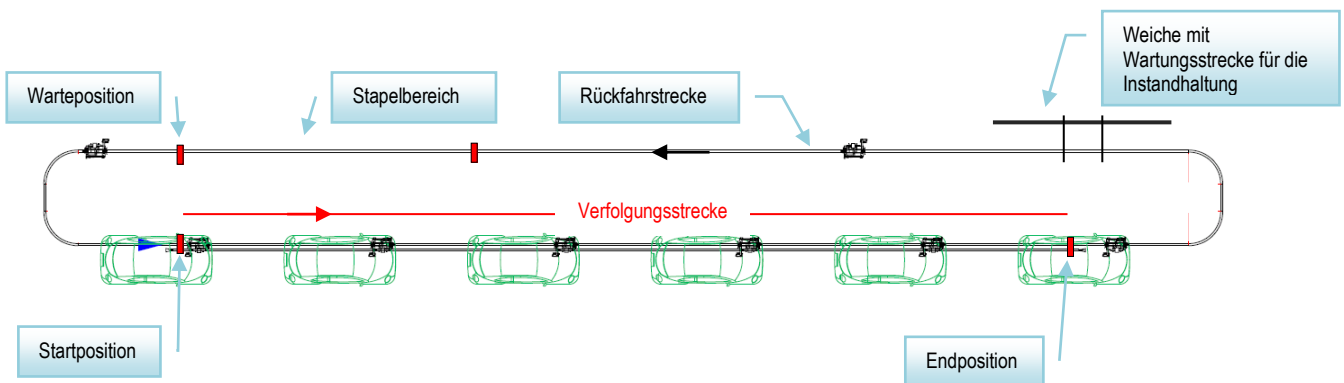 Weiche mit
Wartungsstrecke für die
Instandhaltung
Warteposition
Stapelbereich
Rückfahrstrecke
Verfolgungsstrecke
Startposition
Endposition